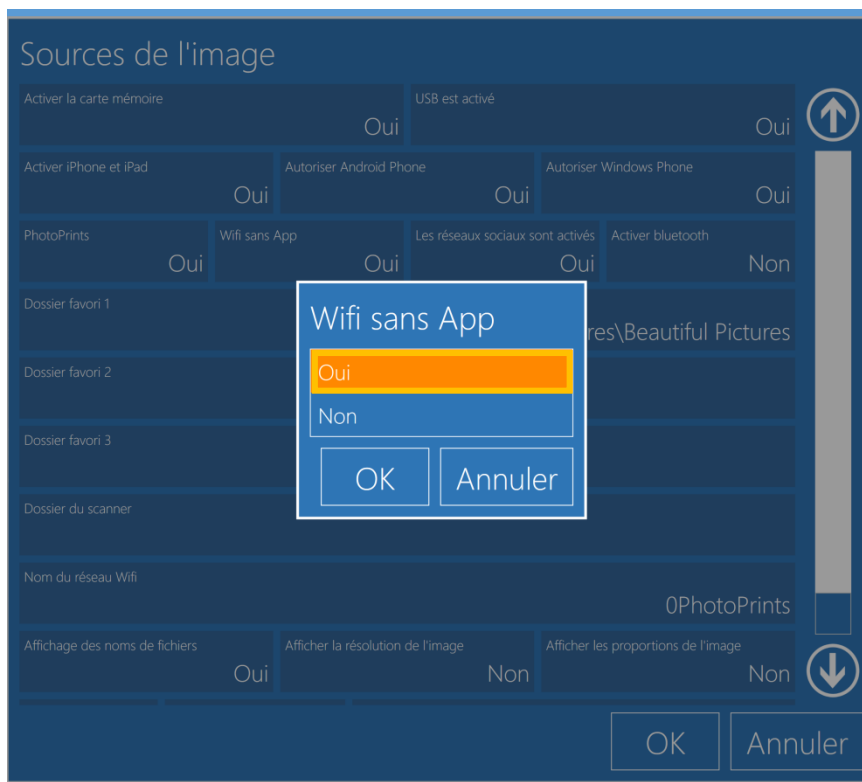 Sources de l'image
Activer la carte mémoire
Oui
USB est activé
Oui
Activer iPhone et iPad
Oui
Autoriser Android Phone
Oui
Autoriser Windows Phone
Oui
PhotoPrints
Oui
Wifi sans App
Oui
Les réseaux sociaux sont activés
Oui
Activer bluetooth
Non
Dossier favori 1
res\Beautiful Pictures
Dossier favori 2
Dossier favori 3
Dossier du scanner
Nom du réseau Wifi
0PhotoPrints
Affichage des noms de fichiers
Oui
Afficher la résolution de l'image
Non
Afficher les proportions de l'image
Non
OK
Annuler
Wifi sans App
Oui
Non
OK
Annuler